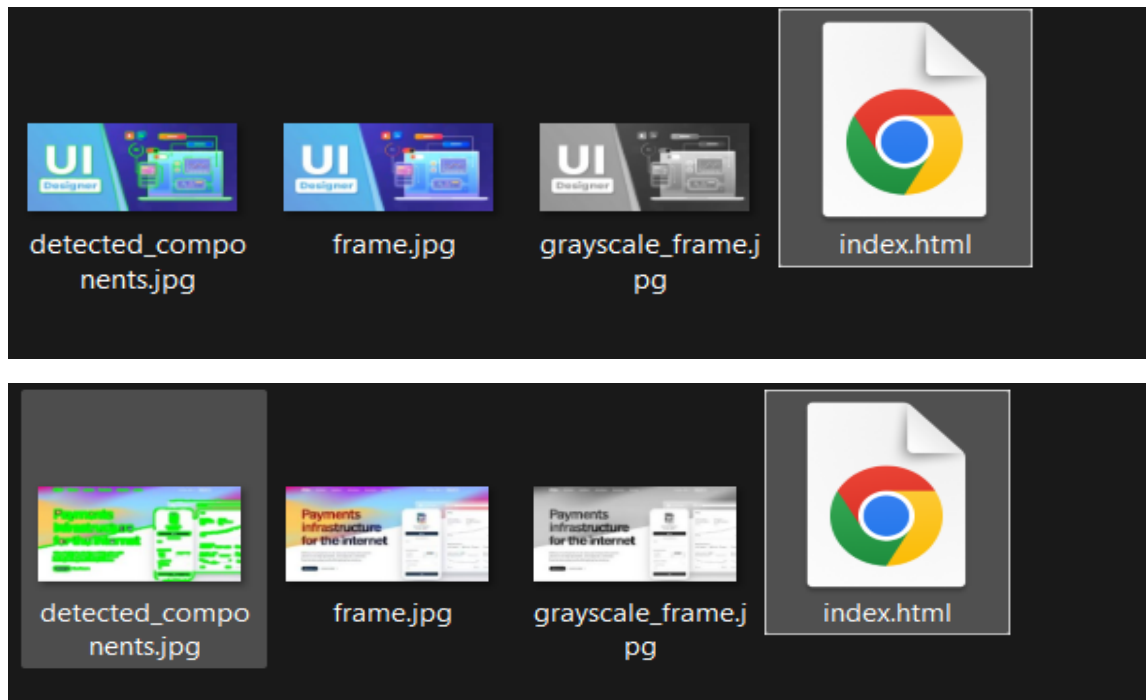 UI
Designer
UI
Designer
UI
Designer
detected_compo
nents.jpg
frame.jpg
grayscale_frame.j
pg
index.html
Payments
infrastructure
for the internet
Payments
infrastructure
for the internet
Payments
infrastructure
for the internet
detected_compo
nents.jpg
frame.jpg
grayscale_frame.j
pg
index.html